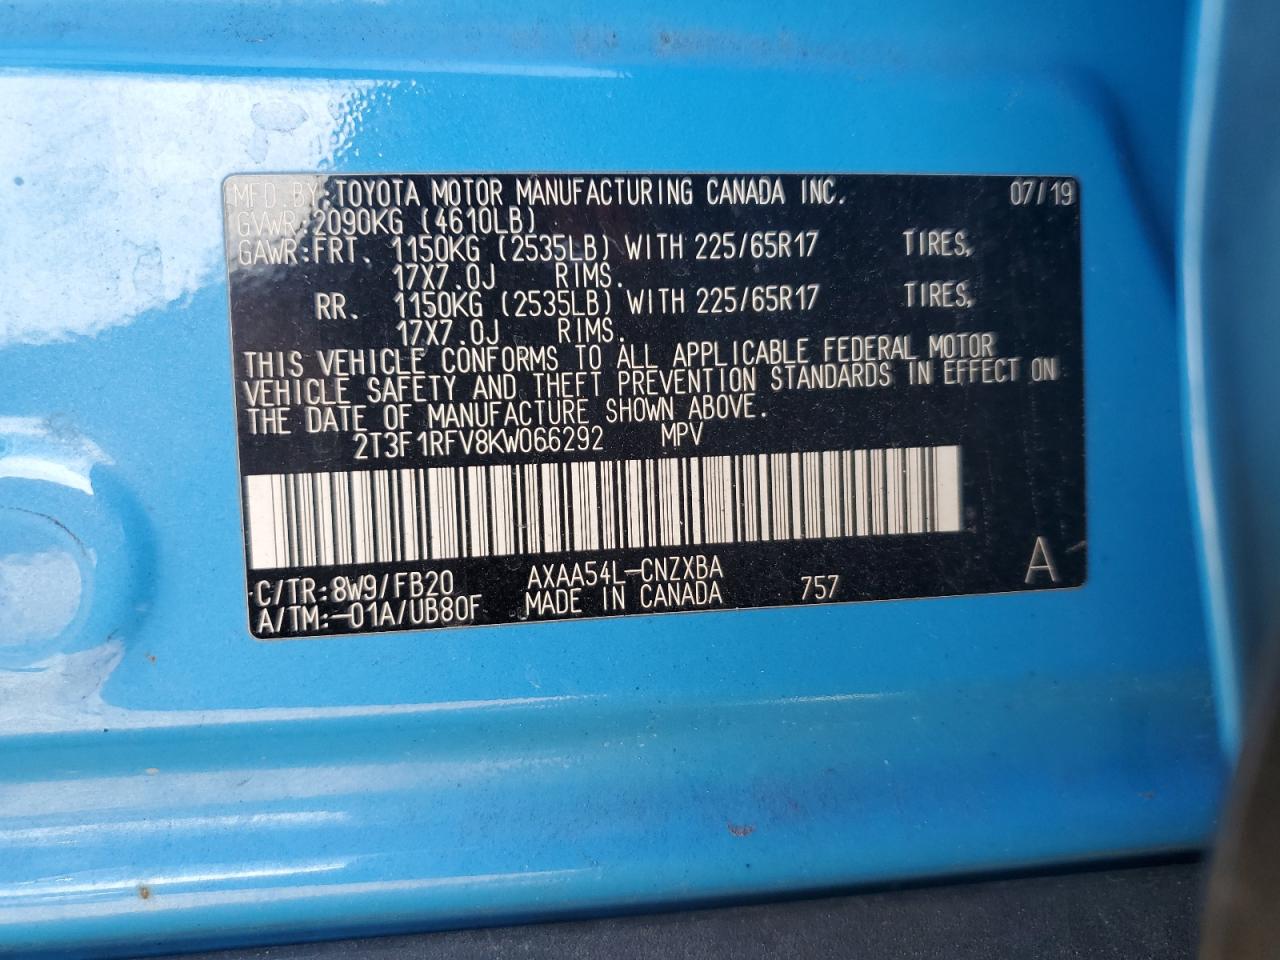 MFD.BY:TOYOTA MOTOR MANUFACTURING CANADA INC. 07/19
GVWR:2090KG (4610LB)
GAWR:FRT. 1150KG (2535LB) WITH 225/65R17 TIRES,
17X7.0J RIMS.
RR. 1150KG (2535LB) WITH 225/65R17 TIRES,
17X7.0J RIMS.
THIS VEHICLE CONFORMS TO ALL APPLICABLE FEDERAL MOTOR
VEHICLE SAFETY AND THEFT PREVENTION STANDARDS IN EFFECT ON
THE DATE OF MANUFACTURE SHOWN ABOVE.
2T3F1RFV8KW066292 MPV
C/TR:8W9/FB20 AXAA54L-CNZXBA
A/TM:-01A/UB80F MADE IN CANADA 757 A